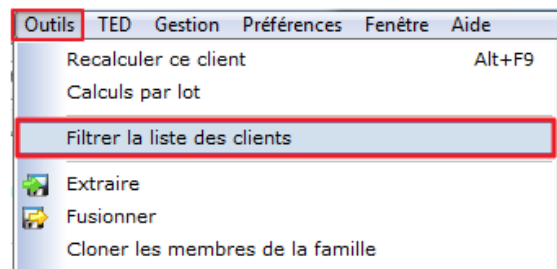 Outils TED Gestion Préférences Fenêtre Aide
Recalculer ce client Alt+F9
Calculs par lot
Filtrer la liste des clients
Extraire
Fusionner
Cloner les membres de la famille